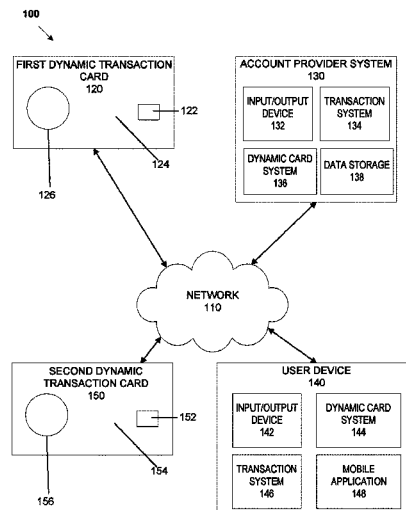 100
FIRST DYNAMIC TRANSACTION
CARD
120
122
124
126
ACCOUNT PROVIDER SYSTEM
130
INPUT/OUTPUT
DEVICE
132
TRANSACTION
SYSTEM
134
DYNAMIC CARD
SYSTEM
136
DATA STORAGE
138
NETWORK
110
SECOND DYNAMIC
TRANSACTION CARD
150
152
154
156
USER DEVICE
140
INPUT/OUTPUT
DEVICE
142
DYNAMIC CARD
SYSTEM
144
TRANSACTION
SYSTEM
146
MOBILE
APPLICATION
148